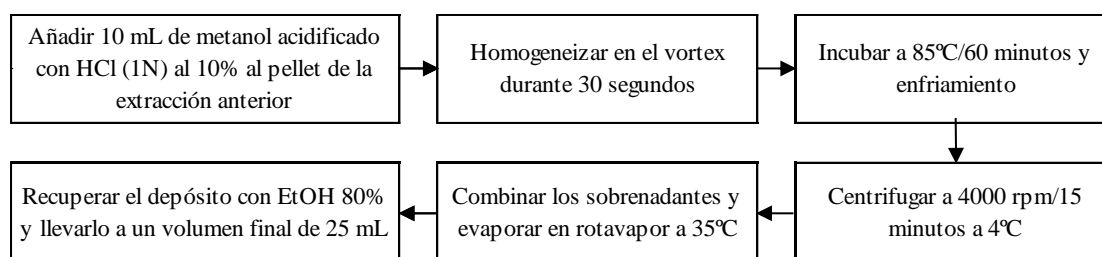 Añadir 10 mL de metanol acidificado
con HCl (1N) al 10% al pellet de la
extracción anterior
Homogeneizar en el vortex
durante 30 segundos
Incubar a 85ºC/60 minutos y
enfriamiento
Centrifugar a 4000 rpm/15
minutos a 4ºC
Combinar los sobrenadantes y
evaporar en rotavapor a 35ºC
Recuperar el depósito con EtOH 80%
y llevarlo a un volumen final de 25 mL